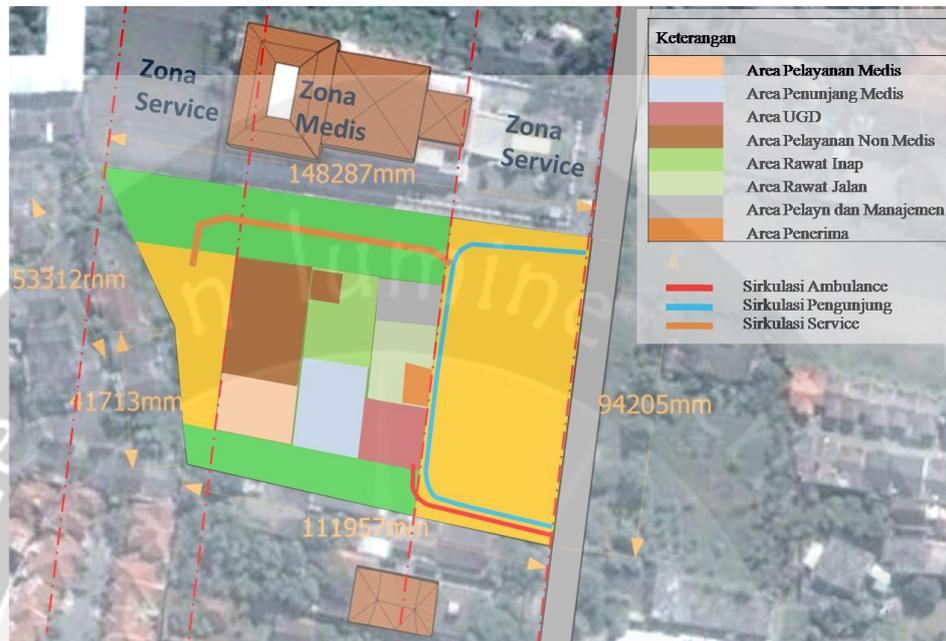 Zona
Service
Zona
Medis
Zona
Service
148287mm
53312mm
41713mm
94205mm
111957mm
Keterangan
Area Pelayanan Medis
Area Penunjang Medis
Area UGD
Area Pelayanan Non Medis
Area Rawat Inap
Area Rawat Jalan
Area Pelayn dan Manajemen
Area Penerima
Sirkulasi Ambulance
Sirkulasi Pengunjung
Sirkulasi Service